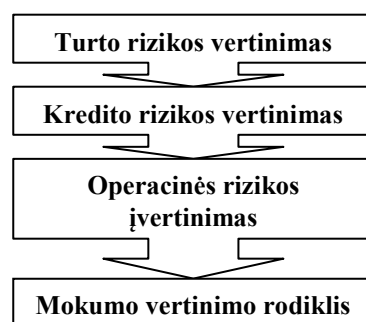 Turto rizikos vertinimas
Kredito rizikos vertinimas
Operacinės rizikos
įvertinimas
Mokumo vertinimo rodiklis